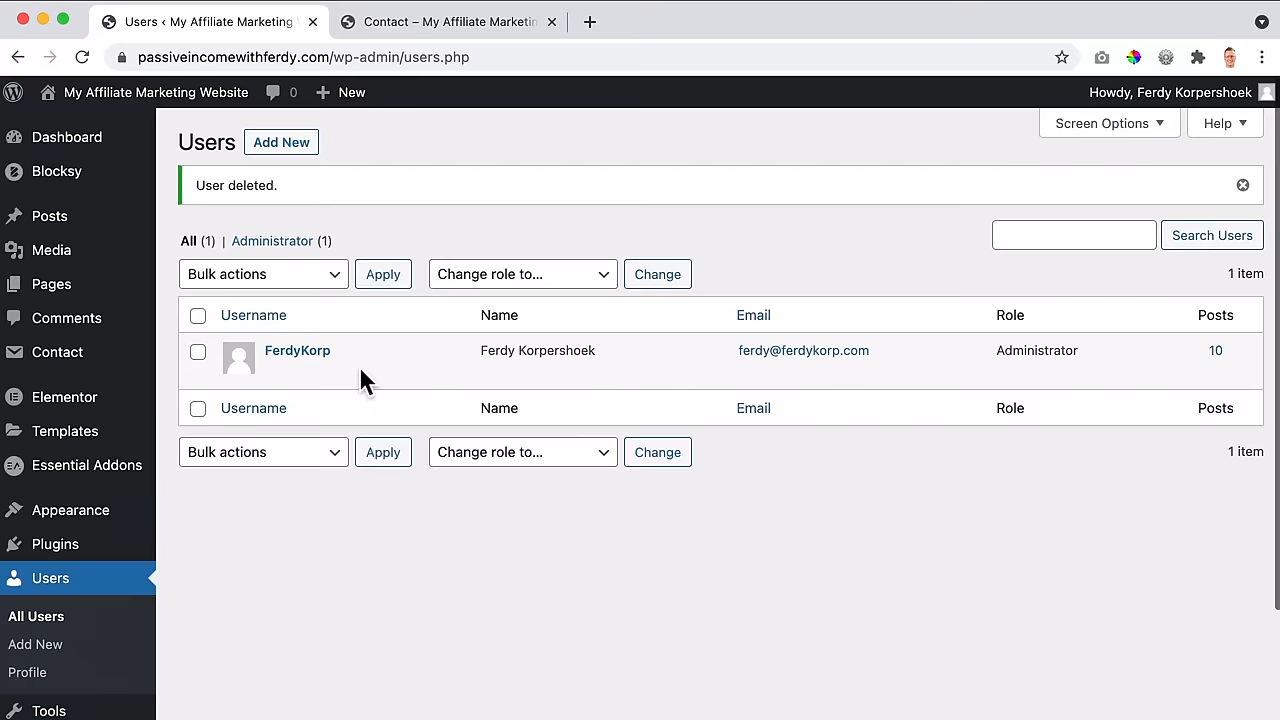 Users ‹ My Affiliate Marketing
Contact – My Affiliate Marketin
passiveincomewithferdy.com/wp-admin/users.php
My Affiliate Marketing Website 0 New Howdy, Ferdy Korpershoek
Dashboard
Blocksy
Posts
Media
Pages
Comments
Contact
Elementor
Templates
Essential Addons
Appearance
Plugins
Users
All Users
Add New
Profile
Tools
Screen Options Help
Users Add New
User deleted.
All (1) | Administrator (1)
Search Users
Bulk actions Apply Change role to... Change 1 item
Username Name Email Role Posts
FerdyKorp Ferdy Korpershoek ferdy@ferdykorp.com Administrator 10
Username Name Email Role Posts
Bulk actions Apply Change role to... Change 1 item